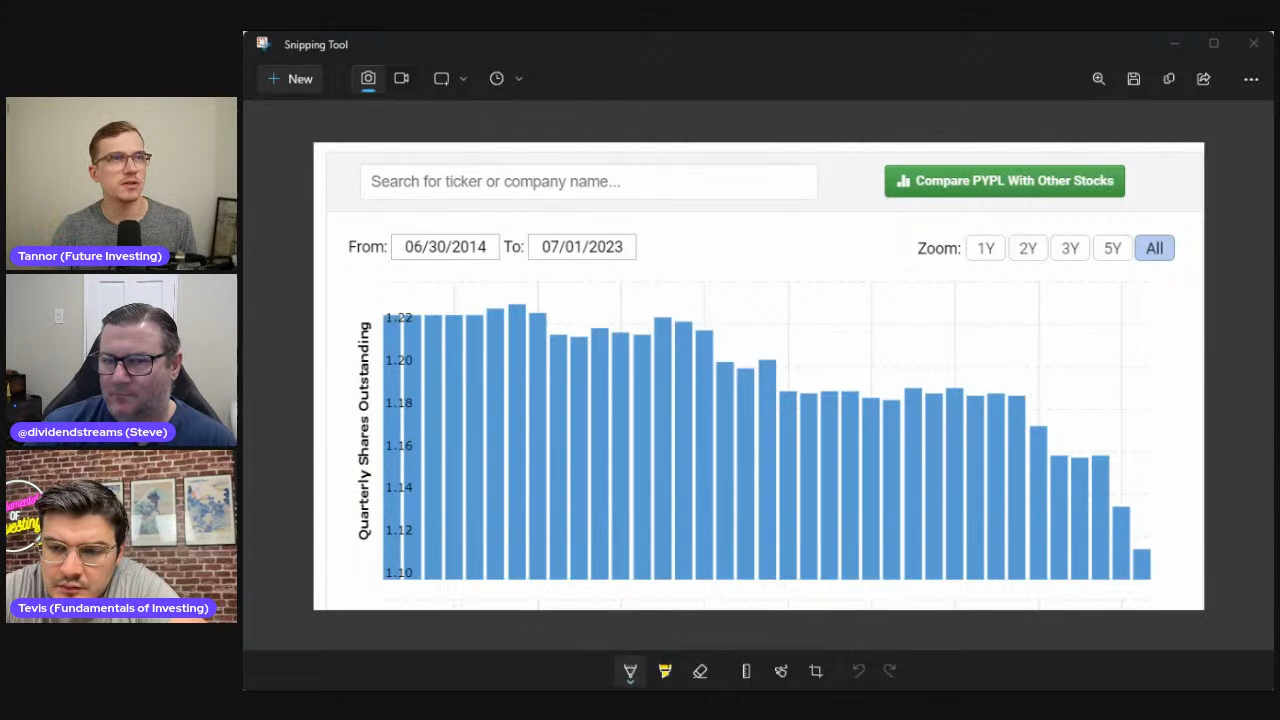 Snipping Tool
New
Search for ticker or company name...
Compare PYPL With Other Stocks
From: 06/30/2014 To: 07/01/2023
Zoom: 1Y 2Y 3Y 5Y All
Quarterly Shares Outstanding
1.22
1.20
1.18
1.16
1.14
1.12
1.10
Tannor (Future Investing)
@dividendstreams (Steve)
OF
Tevis (Fundamentals of Investing)